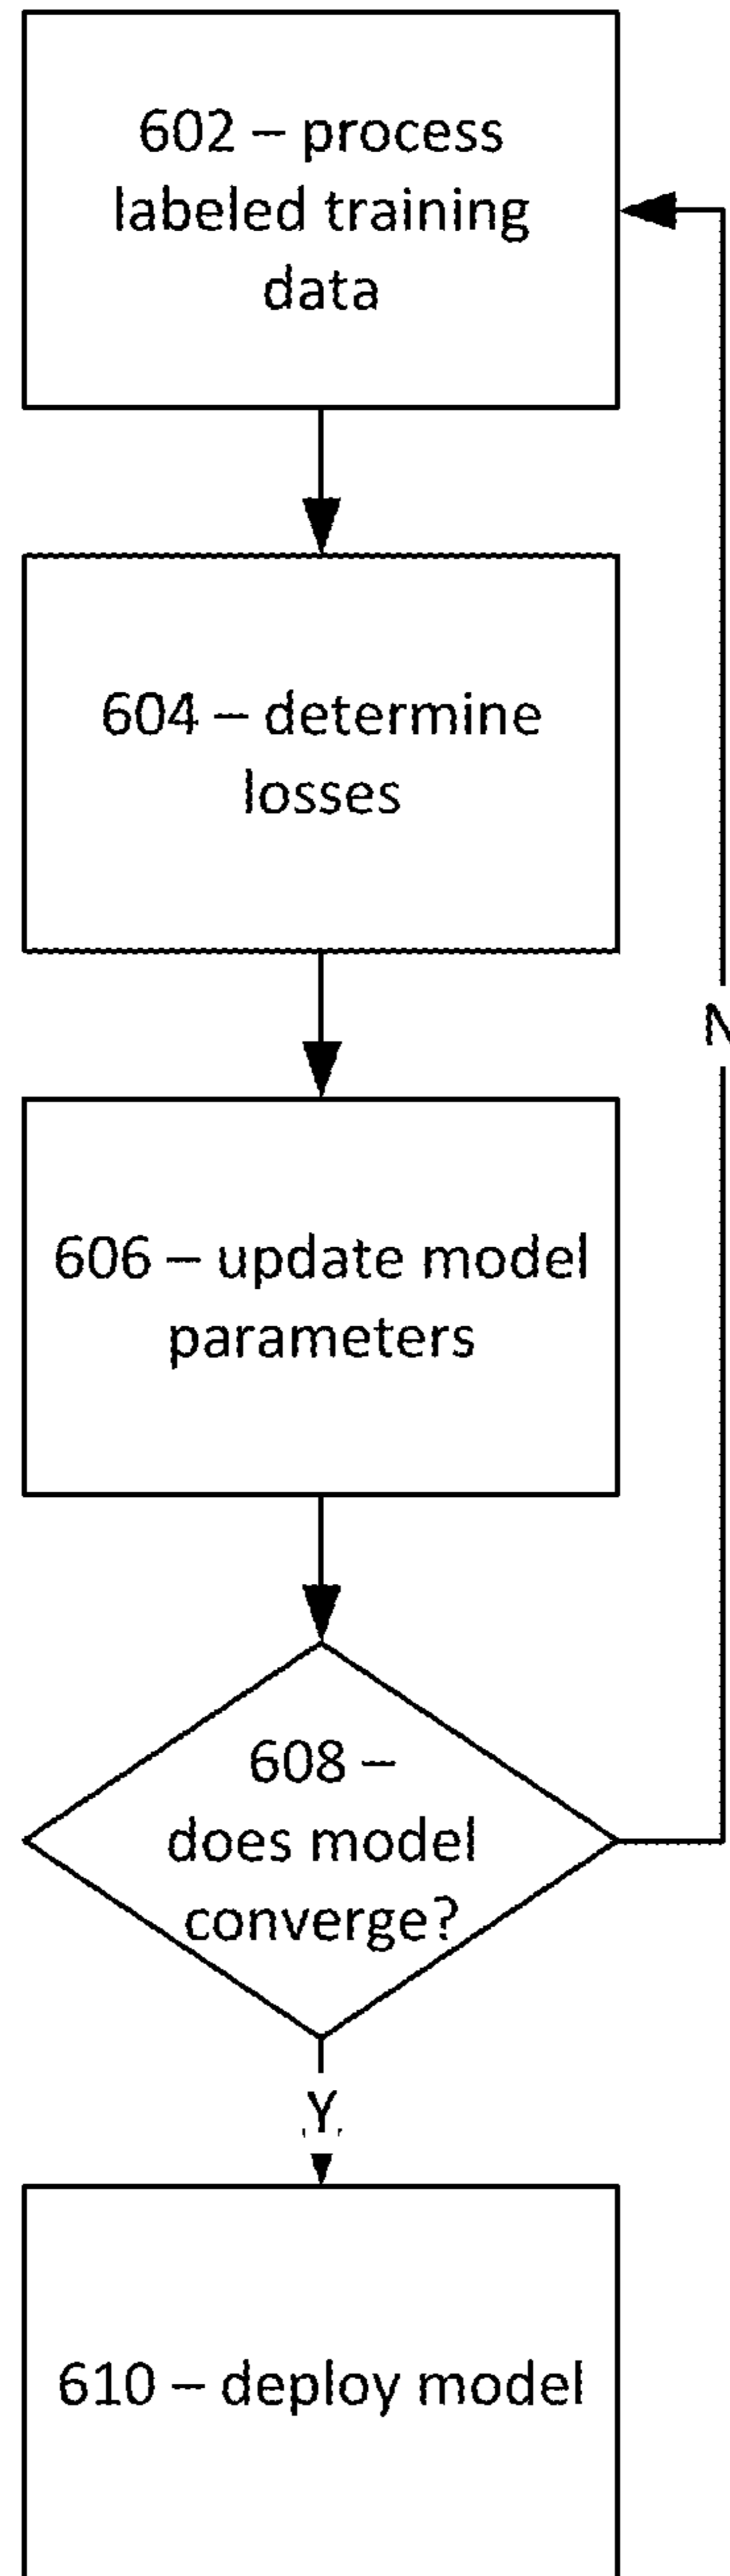 602 – process
labeled training
data
604 – determine
losses
N
606 – update model
parameters
608 –
does model
converge?
Y
610 – deploy model